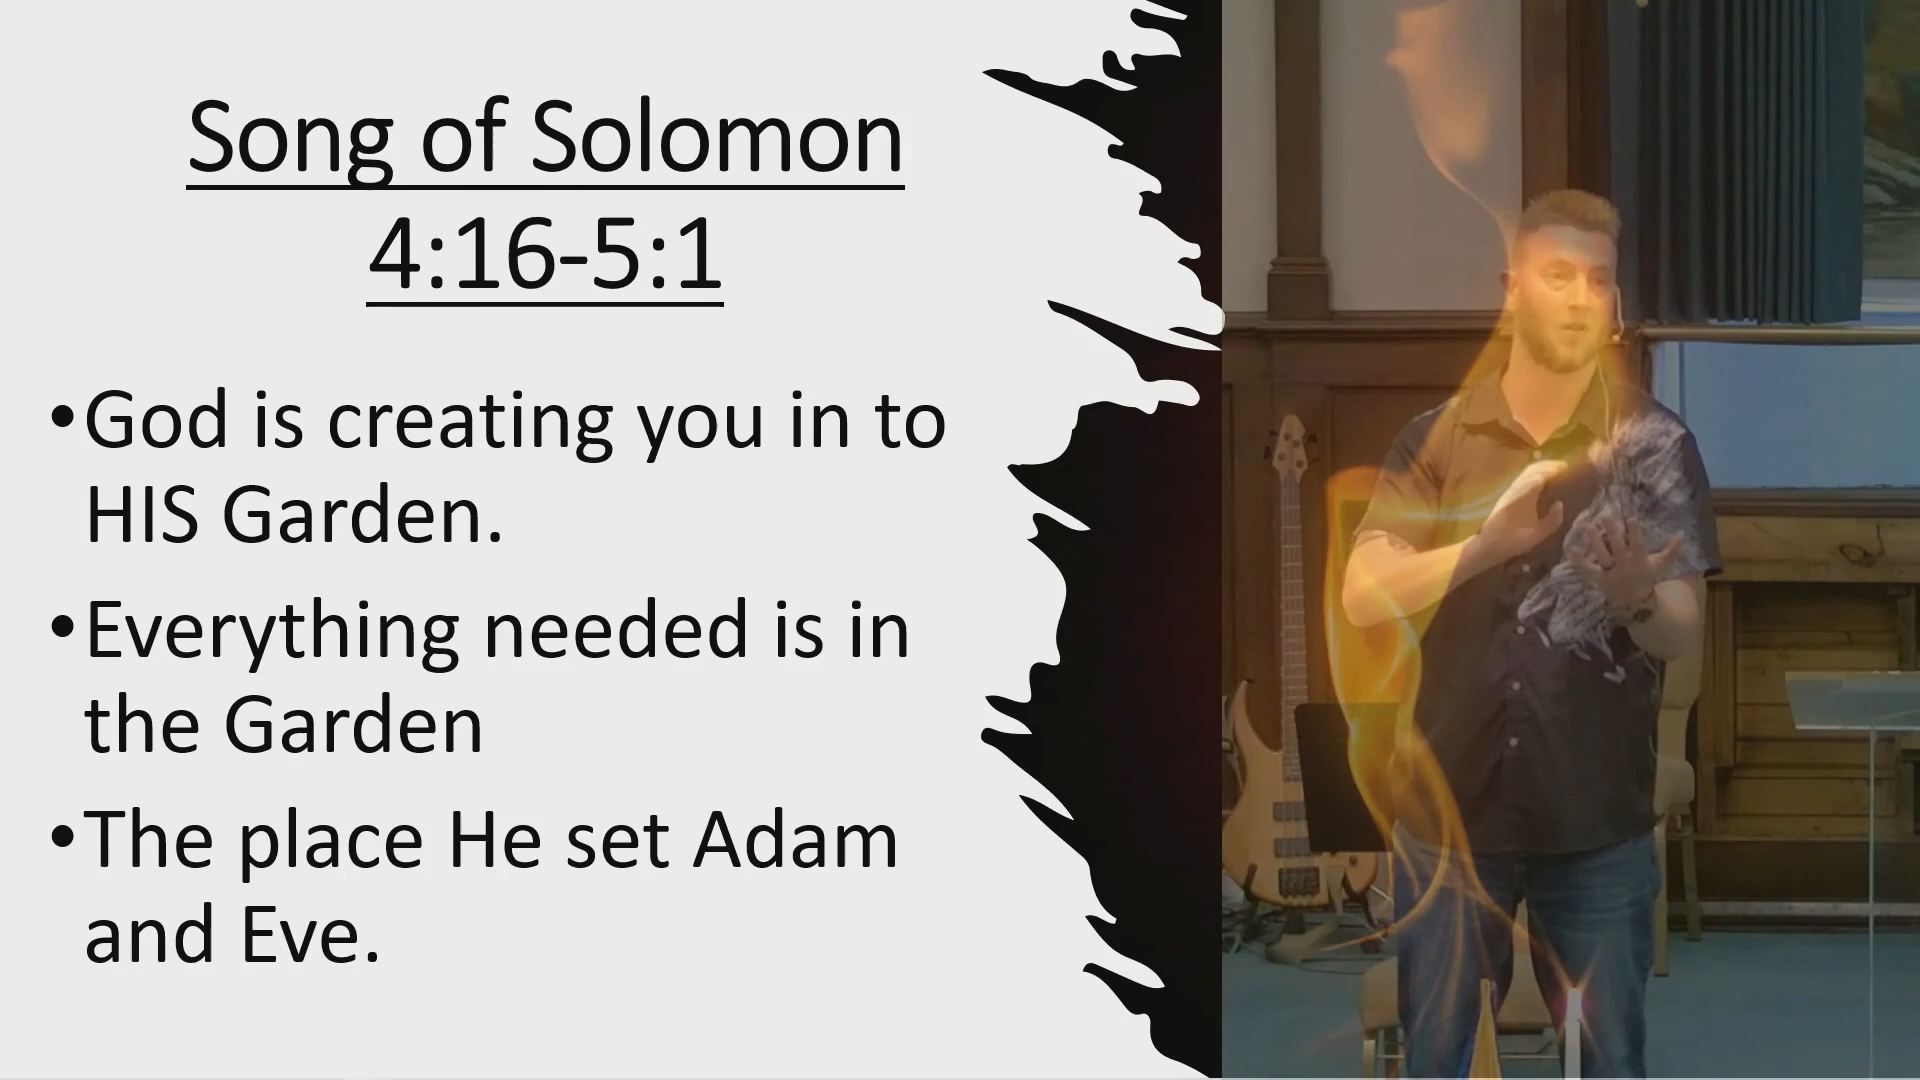 Song of Solomon
4:16-5:1
•God is creating you in to
HIS Garden.
•Everything needed is in
the Garden
•The place He set Adam
and Eve.